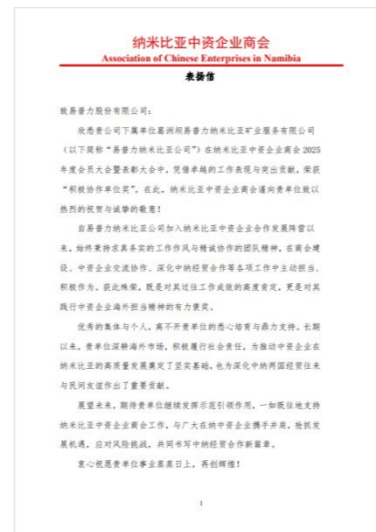 纳米比亚中资企业商会
Association of Chinese Enterprises in Namibia
表扬信
致易普力股份有限公司：
欣悉贵公司下属单位葛洲坝易普力纳米比亚矿业服务有限公司
（以下简称“易普力纳米比亚公司”）在纳米比亚中资企业商会 2025
年度会员大会暨表彰大会中，凭借卓越的工作表现与突出贡献，荣获
“积极协作单位奖”。在此，纳米比亚中资企业商会谨向贵单位致以
热烈的祝贺与诚挚的敬意！
自易普力纳米比亚公司加入纳米比亚中资企业合作发展阵营以
来，始终秉持求真务实的工作作风与精诚协作的团队精神，在商会建
设、中资企业交流协作、深化中纳经贸合作等各项工作中主动担当、
积极作为。获此殊荣，既是对其过往工作成效的高度肯定，更是对其
践行中资企业海外担当精神的有力褒奖。
优秀的集体与个人，离不开贵单位的悉心培育与鼎力支持。长期
以来，贵单位深耕海外市场，积极履行社会责任，为推动中资企业在
纳米比亚的高质量发展奠定了坚实基础，也为深化中纳两国经贸往来
与民间友谊作出了重要贡献。
展望未来，期待贵单位继续发挥示范引领作用，一如既往地支持
纳米比亚中资企业商会工作，与广大在纳中资企业携手并肩，抢抓发
展机遇，应对风险挑战，共同书写中纳经贸合作新篇章。
衷心祝愿贵单位事业蒸蒸日上，再创辉煌！
1